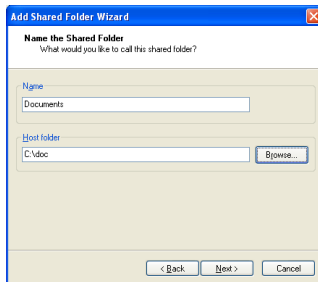 Add Shared Folder Wizard
Name the Shared Folder
What would you like to call this shared folder?
Name
Documents
Host folder
C:\doc
Browse...
< Back
Next >
Cancel